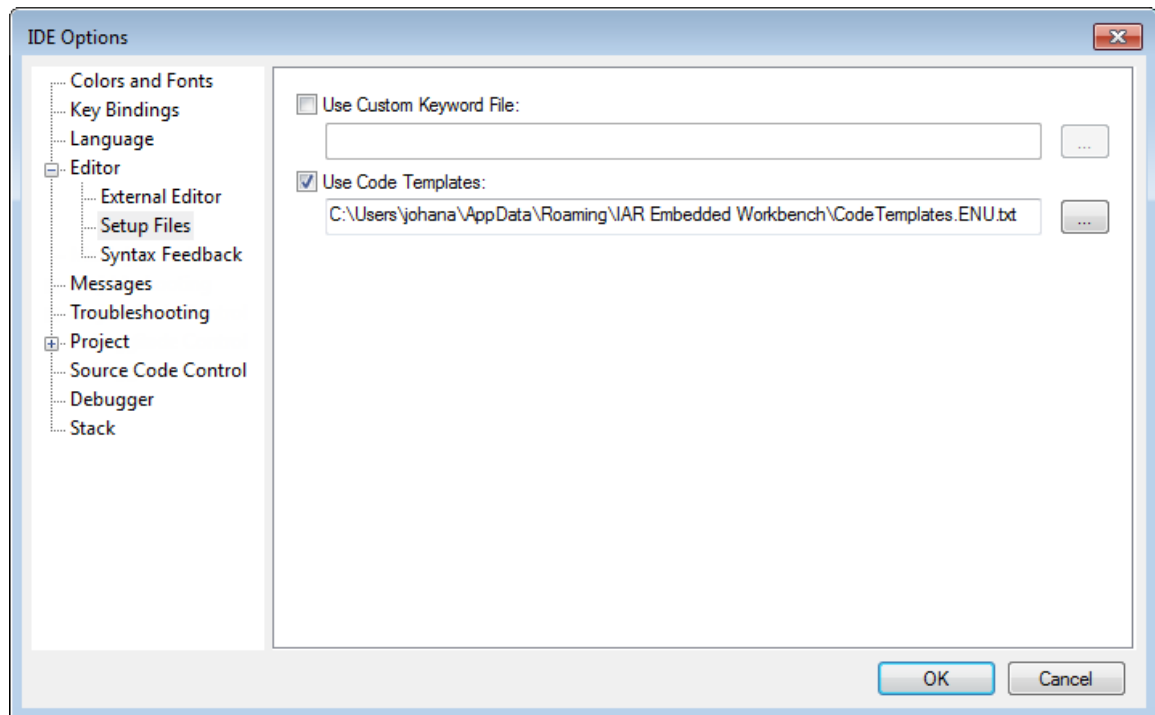 IDE Options
Colors and Fonts
Key Bindings
Language
Editor
External Editor
Setup Files
Syntax Feedback
Messages
Troubleshooting
Project
Source Code Control
Debugger
Stack
Use Custom Keyword File:
...
Use Code Templates:
C:\Users\johana\AppData\Roaming\IAR Embedded Workbench\CodeTemplates.ENU.txt
...
OK
Cancel